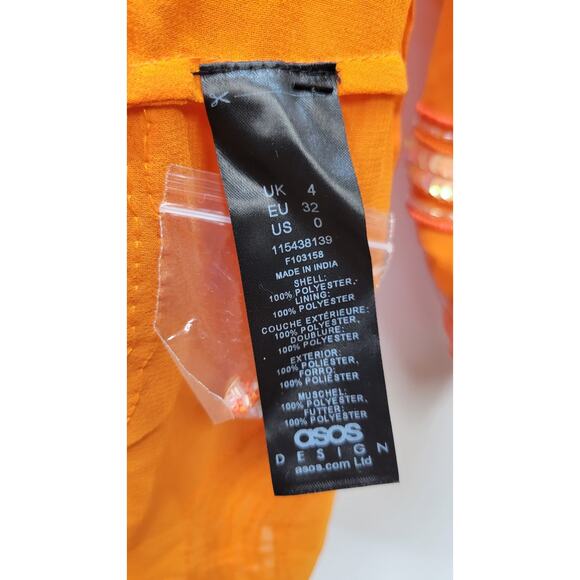 UK 4
EU 32
US 0
115438139
F103158
MADE IN INDIA
SHELL:
100% POLYESTER,
LINING:
100% POLYESTER
COUCHE EXTÉRIEURE:
100% POLYESTER,
DOUBLURE:
100% POLYESTER
EXTERIOR:
100% POLIÉSTER,
FORRO:
100% POLIÉSTER
MUSCHEL:
100% POLYESTER,
FUTTER:
100% POLYESTER
asos
DESIGN
asos.com Ltd